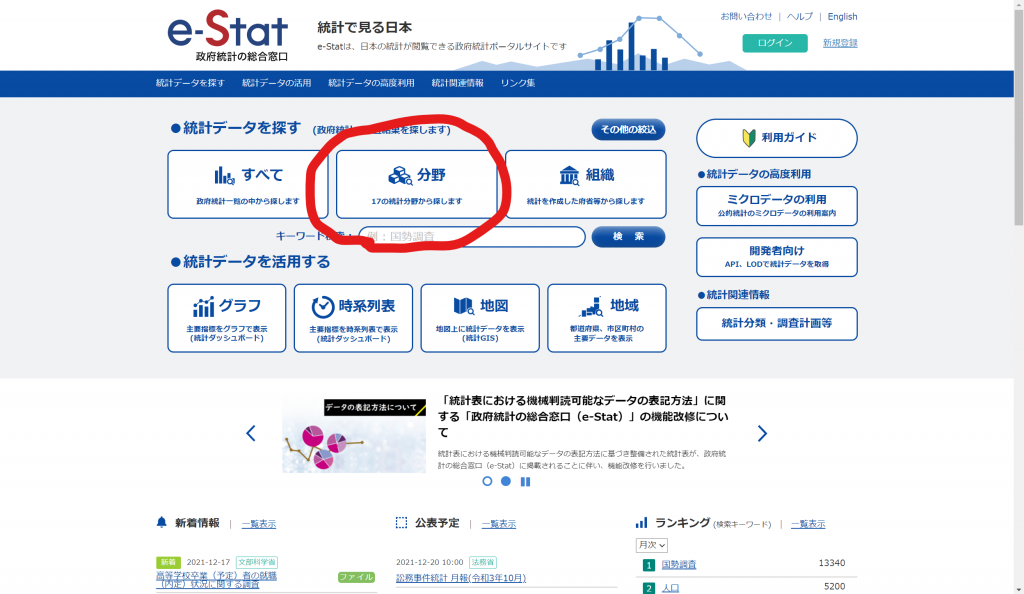 e-Stat
政府統計の総合窓口
統計で見る日本
e-Statは、日本の統計が閲覧できる政府統計ポータルサイトです
お問い合わせ | ヘルプ | English
ログイン
新規登録
統計データを探す 統計データの活用 統計データの高度利用 統計関連情報 リンク集
●統計データを探す (政府統計 結果を探します)
その他の絞込
すべて
政府統計一覧の中から探します
分野
17の統計分野から探します
組織
統計を作成した府省等から探します
キーワード検索:
例:国勢調査
検 索
●統計データを活用する
グラフ
主要指標をグラフで表示
(統計ダッシュボード)
時系列表
主要指標を時系列表で表示
(統計ダッシュボード)
地図
地図上に統計データを表示
(統計GIS)
地域
都道府県、市区町村の
主要データを表示
利用ガイド
●統計データの高度利用
ミクロデータの利用
公的統計のミクロデータの利用案内
開発者向け
API、LODで統計データを取得
●統計関連情報
統計分類・調査計画等
データの表記方法について
「統計表における機械判読可能なデータの表記方法」に関
する「政府統計の総合窓口(e-Stat)」の機能改修につい
て
統計表における機械判読可能なデータの表記方法に基づき整備された統計表が、政府統
計の総合窓口(e-Stat)に掲載されることに伴い、機能改修を行いました。
新着情報 | 一覧表示
新着 2021-12-17 文部科学省
高等学校卒業(予定)者の就職
(内定)状況に関する調査
ファイル
公表予定 | 一覧表示
2021-12-20 10:00 法務省
訟務事件統計 月報(令和3年10月)
ランキング (検索キーワード) | 一覧表示
月次
1 国勢調査 13340
2 人口 5200